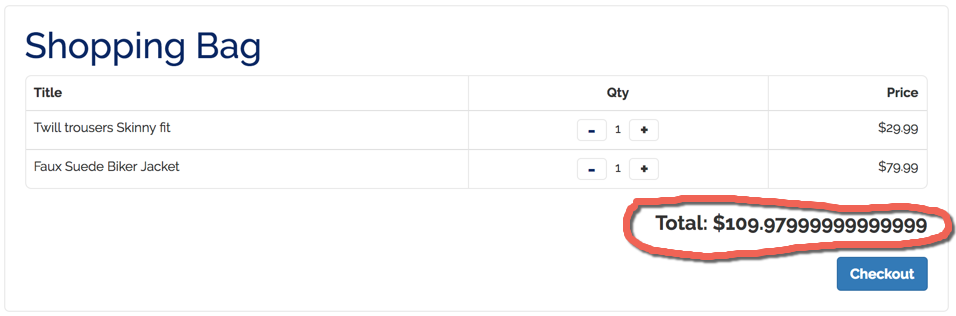 Shopping Bag
Title Qty Price
Twill trousers Skinny fit - 1 + $29.99
Faux Suede Biker Jacket - 1 + $79.99
Total: $109.97999999999999
Checkout